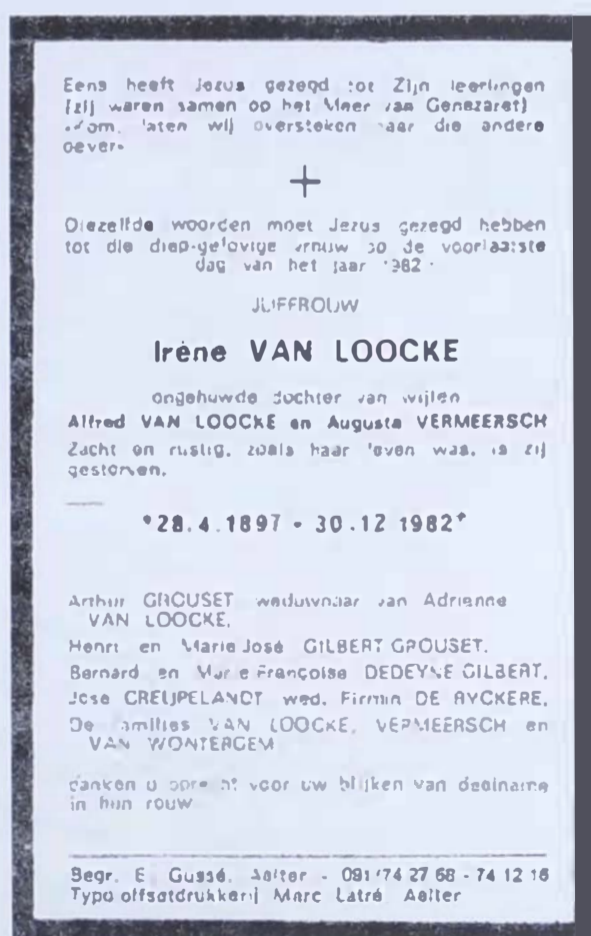 Eens heeft Jezus gezegd tot Zijn leerlingen
(zij waren samen op het Meer van Genezaret)
«Kom, laten wij oversteken naar die andere
oever»
Diezelfde woorden moet Jezus gezegd hebben
tot die diep-gelovige vrouw op de voorlaatste
dag van het jaar 1982.
JUFFROUW
Irène VAN LOOCKE
ongehuwde dochter van wijlen
Alfred VAN LOOCKE en Augusta VERMEERSCH
Zacht en rustig, zoals haar leven was, is zij
gestorven.
*28.4.1897 - 30.12 1982+
Arthur GROUSET weduwnaar van Adrienne
VAN LOOCKE,
Henri en Marie José GILBERT GROUSET,
Bernard en Marie Françoise DEDEYNE GILBERT,
José CREUPELANDT wed. Firmin DE RYCKERE,
De families VAN LOOCKE, VERMEERSCH en
VAN WONTERGEM
danken u oprecht voor uw blijken van deelname
in hun rouw
Begr. E. Gussé, Aalter - 091/74 27 68 - 74 12 16
Typo offsetdrukkerij Marc Latré Aalter